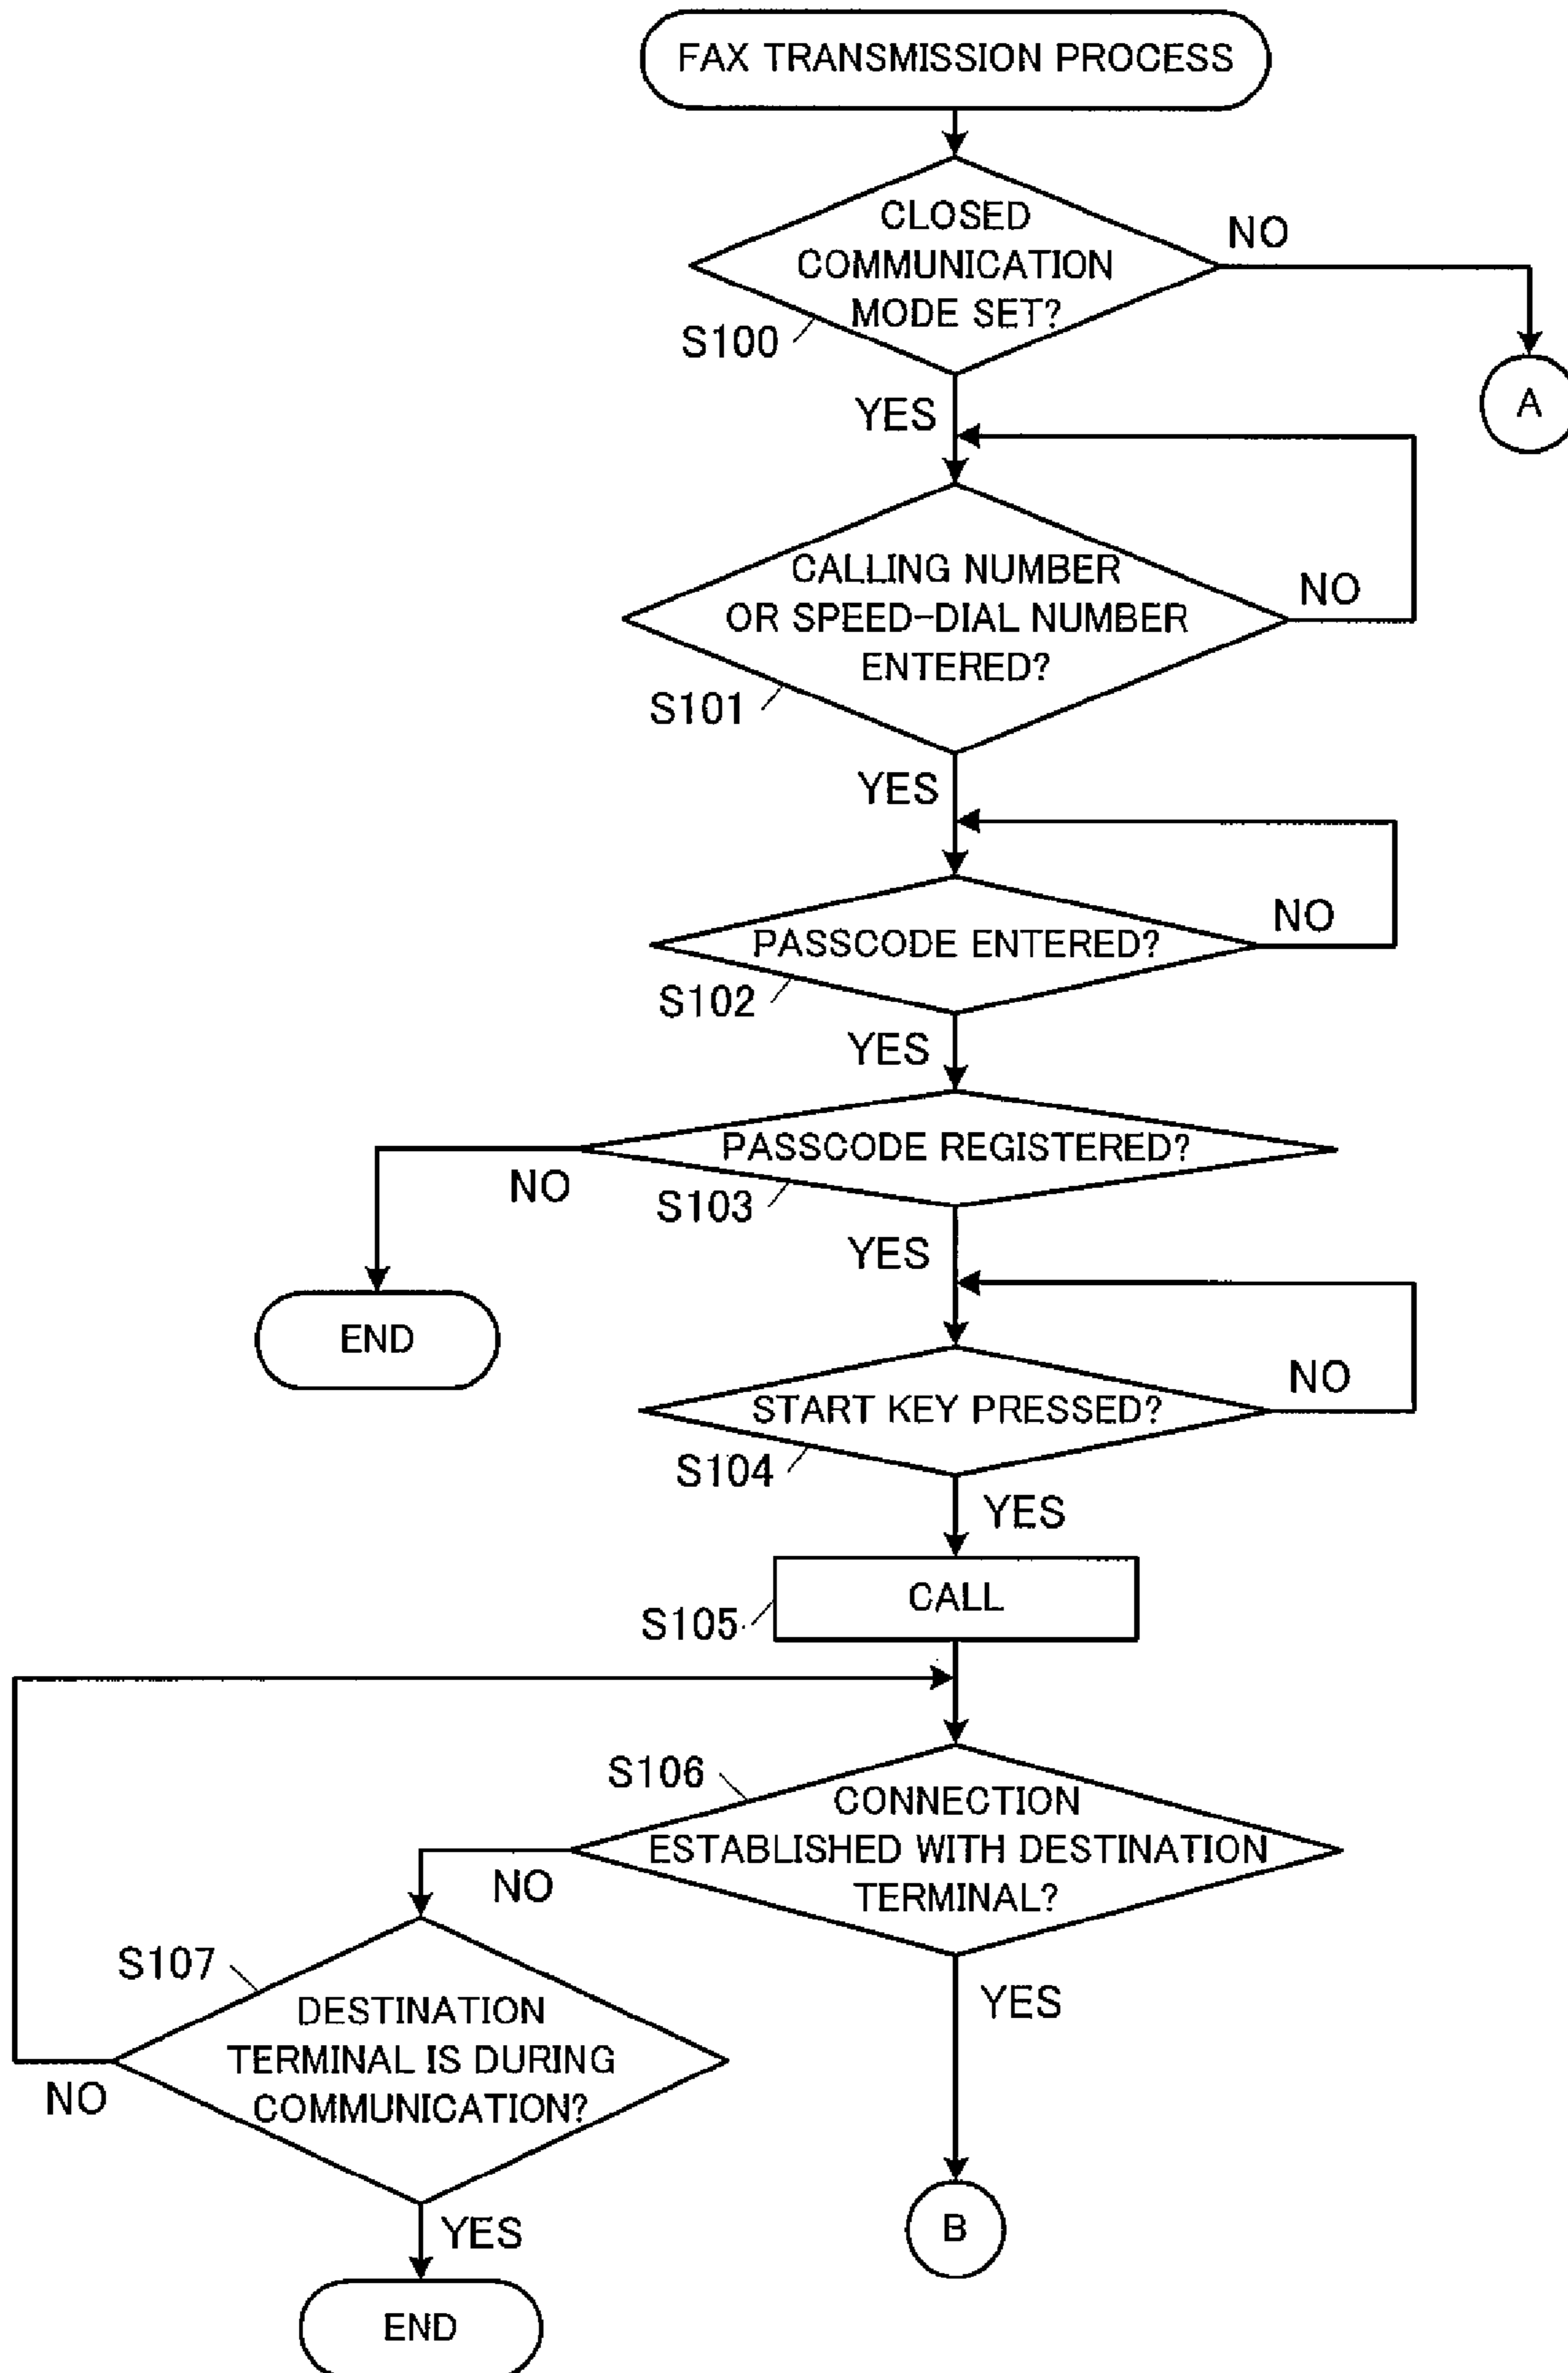 FAX TRANSMISSION PROCESS
CLOSED
COMMUNICATION
MODE SET?
NO
S100
A
YES
CALLING NUMBER
OR SPEED-DIAL NUMBER
ENTERED?
NO
S101
YES
PASSCODE ENTERED?
NO
S102
YES
PASSCODE REGISTERED?
NO
S103
YES
END
START KEY PRESSED?
NO
S104
YES
CALL
S105
S106
CONNECTION
ESTABLISHED WITH DESTINATION
TERMINAL?
NO
S107
YES
DESTINATION
TERMINAL IS DURING
COMMUNICATION?
NO
YES
B
END